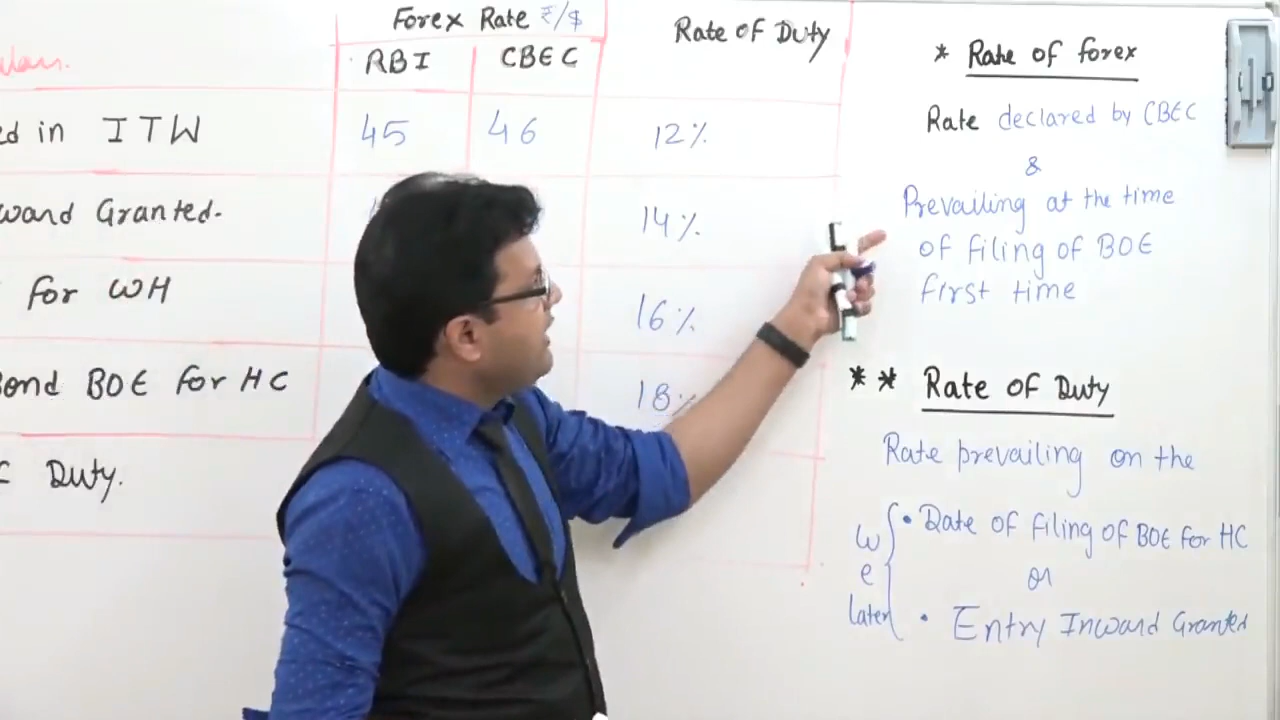 Forex Rate ₹/$
Rate of Duty
RBI
CBEC
ed in ITW
45
46
12%
ward Granted.
14%
for WH
16%
Bond BOE for HC
18%
Duty.
* Rate of forex
Rate declared by CBEC
&
Prevailing at the time
of filing of BOE
first time
** Rate of Duty
Rate prevailing on the
w
e
later
• Date of filing of BOE for HC
or
• Entry Inward Granted